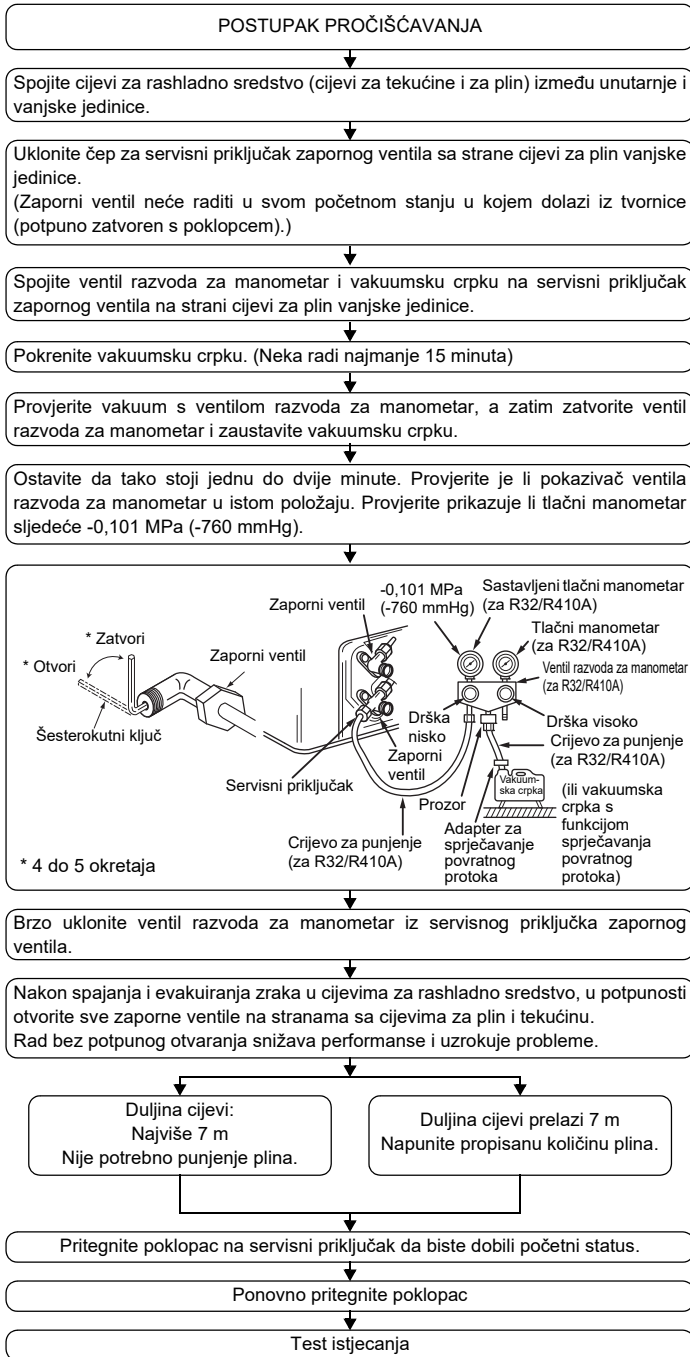 POSTUPAK PROČIŠĆAVANJA
Spojite cijevi za rashladno sredstvo (cijevi za tekućine i za plin) između unutarnje i
vanjske jedinice.
Uklonite čep za servisni priključak zapornog ventila sa strane cijevi za plin vanjske
jedinice.
(Zaporni ventil neće raditi u svom početnom stanju u kojem dolazi iz tvornice
(potpuno zatvoren s poklopcem).)
Spojite ventil razvoda za manometar i vakuumsku crpku na servisni priključak
zapornog ventila na strani cijevi za plin vanjske jedinice.
Pokrenite vakuumsku crpku. (Neka radi najmanje 15 minuta)
Provjerite vakuum s ventilom razvoda za manometar, a zatim zatvorite ventil
razvoda za manometar i zaustavite vakuumsku crpku.
Ostavite da tako stoji jednu do dvije minute. Provjerite je li pokazivač ventila
razvoda za manometar u istom položaju. Provjerite prikazuje li tlačni manometar
sljedeće -0,101 MPa (-760 mmHg).
* Zatvori
* Otvori
Šesterokutni ključ
Zaporni ventil
Zaporni ventil
-0,101 MPa
(-760 mmHg)
Sastavljeni tlačni manometar
(za R32/R410A)
Tlačni manometar
(za R32/R410A)
Ventil razvoda za manometar
(za R32/R410A)
Drška
nisko
Drška visoko
Zaporni
ventil
Servisni priključak
Crijevo za punjenje
(za R32/R410A)
Prozor
Vakuum-
ska crpka
Crijevo za punjenje
(za R32/R410A)
Adapter za
sprječavanje
povratnog
protoka
(ili vakuumska
crpka s
funkcijom
sprječavanja
povratnog
protoka)
* 4 do 5 okretaja
Brzo uklonite ventil razvoda za manometar iz servisnog priključka zapornog
ventila.
Nakon spajanja i evakuiranja zraka u cijevima za rashladno sredstvo, u potpunosti
otvorite sve zaporne ventile na stranama sa cijevima za plin i tekućinu.
Rad bez potpunog otvaranja snižava performanse i uzrokuje probleme.
Duljina cijevi:
Najviše 7 m
Nije potrebno punjenje plina.
Duljina cijevi prelazi 7 m
Napunite propisanu količinu plina.
Pritegnite poklopac na servisni priključak da biste dobili početni status.
Ponovno pritegnite poklopac
Test istjecanja